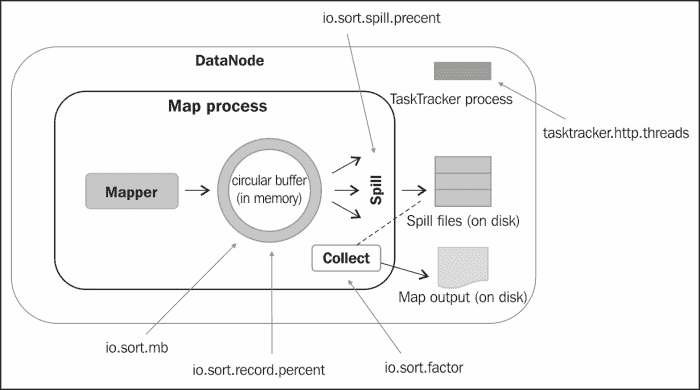 io.sort.spill.precent
DataNode
TaskTracker process
Map process
tasktracker.http.threads
Mapper
circular buffer
(in memory)
Spill
Spill files (on disk)
Collect
Map output (on disk)
io.sort.mb
io.sort.record.percent
io.sort.factor